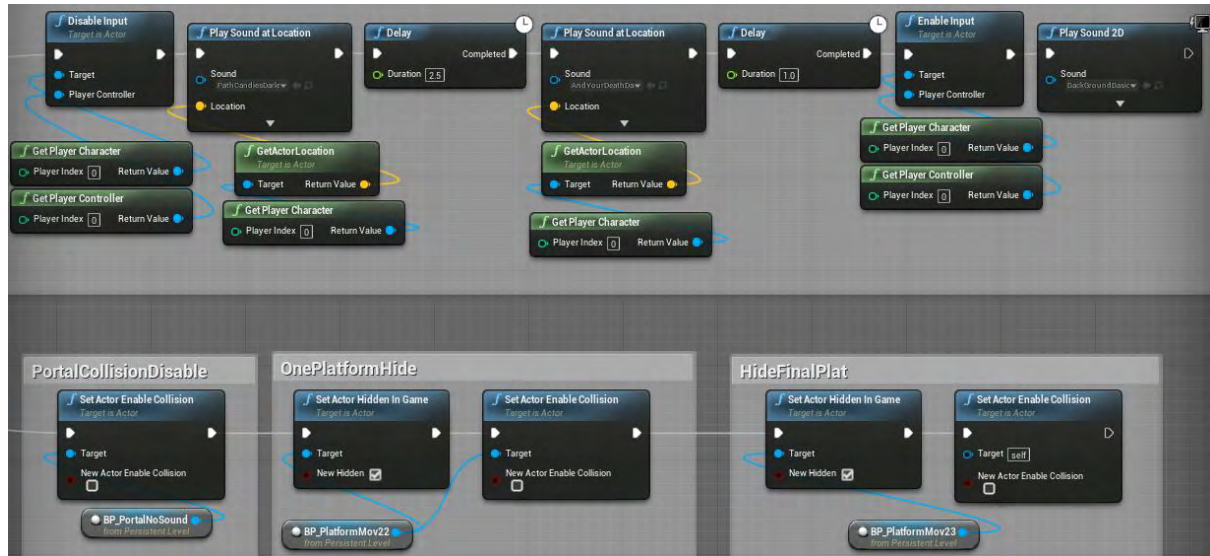 Disable Input
Target is Actor
Target
Player Controller
Play Sound at Location
Sound
PathCandiesDarle
Location
Delay
Completed
Duration 2.5
Play Sound at Location
Sound
AndYourDeathDas
Location
Delay
Completed
Duration 1.0
Enable Input
Target is Actor
Target
Player Controller
Play Sound 2D
Sound
BackGroundBasic
Get Player Character
Player Index 0 Return Value
Get Player Controller
Player Index 0 Return Value
GetActorLocation
Target is Actor
Target Return Value
Get Player Character
Player Index 0 Return Value
GetActorLocation
Target is Actor
Target Return Value
Get Player Character
Player Index 0 Return Value
Get Player Character
Player Index 0 Return Value
Get Player Controller
Player Index 0 Return Value
PortalCollisionDisable
Set Actor Enable Collision
Target is Actor
Target
New Actor Enable Collision
BP_PortalNoSound
from Persistent Level
OnePlatformHide
Set Actor Hidden In Game
Target is Actor
Target
New Hidden
Set Actor Enable Collision
Target is Actor
Target
New Actor Enable Collision
BP_PlatformMov22
from Persistent Level
HideFinalPlat
Set Actor Hidden In Game
Target is Actor
Target
New Hidden
Set Actor Enable Collision
Target is Actor
Target self
New Actor Enable Collision
BP_PlatformMov23
from Persistent Level